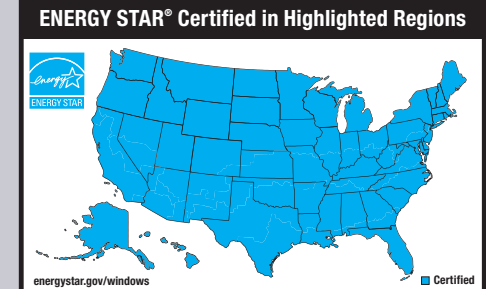 ENERGY STAR® Certified in Highlighted Regions
energy
ENERGY STAR
energystar.gov/windows
Certified